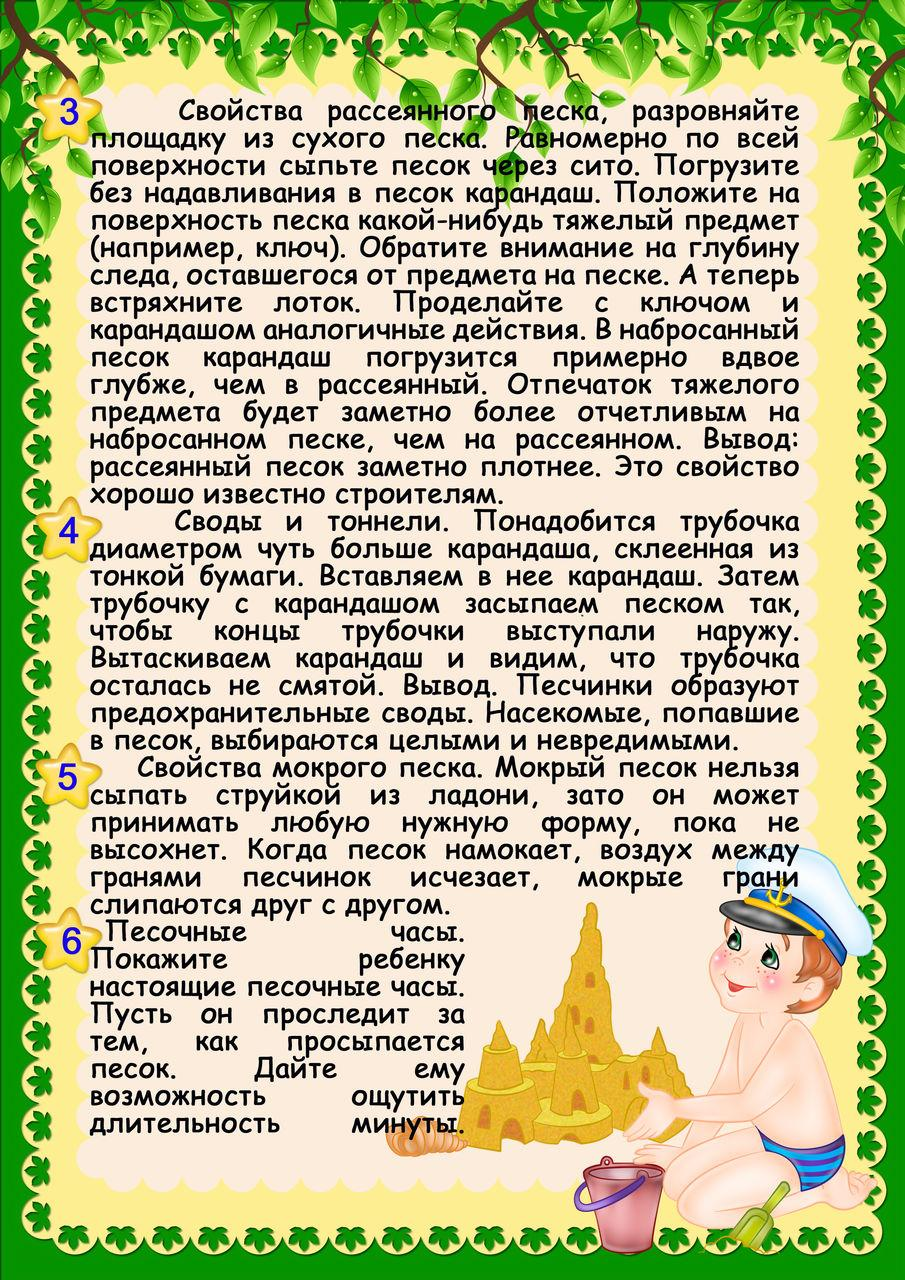 3
Свойства рассеянного песка, разровняйте
площадку из сухого песка. Равномерно по всей
поверхности сыпьте песок через сито. Погрузите
без надавливания в песок карандаш. Положите на
поверхность песка какой-нибудь тяжелый предмет
(например, ключ). Обратите внимание на глубину
следа, оставшегося от предмета на песке. А теперь
встряхните лоток. Проделайте с ключом и
карандашом аналогичные действия. В набросанный
песок карандаш погрузится примерно вдвое
глубже, чем в рассеянный. Отпечаток тяжелого
предмета будет заметно более отчетливым на
набросанном песке, чем на рассеянном. Вывод:
рассеянный песок заметно плотнее. Это свойство
хорошо известно строителям.
4
Своды и тоннели. Понадобится трубочка
диаметром чуть больше карандаша, склеенная из
тонкой бумаги. Вставляем в нее карандаш. Затем
трубочку с карандашом засыпаем песком так,
чтобы концы трубочки выступали наружу.
Вытаскиваем карандаш и видим, что трубочка
осталась не смятой. Вывод. Песчинки образуют
предохранительные своды. Насекомые, попавшие
в песок, выбираются целыми и невредимыми.
5
Свойства мокрого песка. Мокрый песок нельзя
сыпать струйкой из ладони, зато он может
принимать любую нужную форму, пока не
высохнет. Когда песок намокает, воздух между
гранями песчинок исчезает, мокрые грани
слипаются друг с другом.
6
Песочные часы.
Покажите ребенку
настоящие песочные часы.
Пусть он проследит за
тем, как просыпается
песок. Дайте ему
возможность ощутить
длительность минуты.